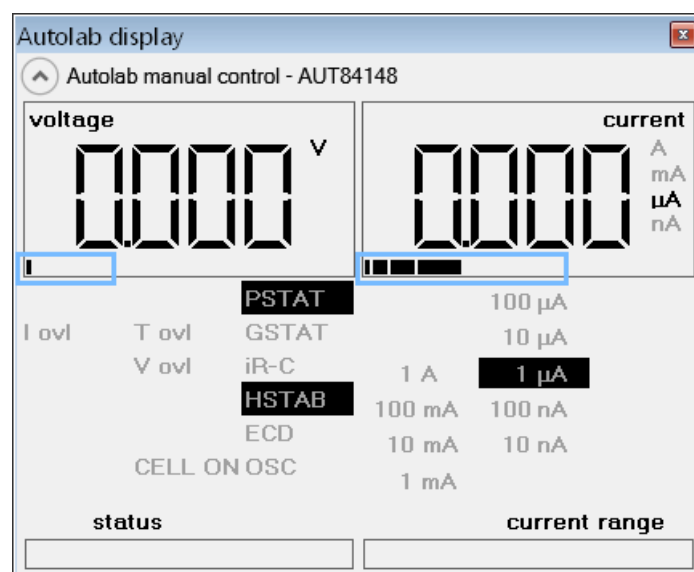 Autolab display
Autolab manual control - AUT84148
voltage
0.000 V
current
0.000
A
mA
µA
nA
PSTAT
100 µA
I ovl T ovl GSTAT
10 µA
V ovl iR-C
1 A 1 µA
HSTAB
100 mA 100 nA
ECD
10 mA 10 nA
CELL ON OSC
1 mA
status
current range